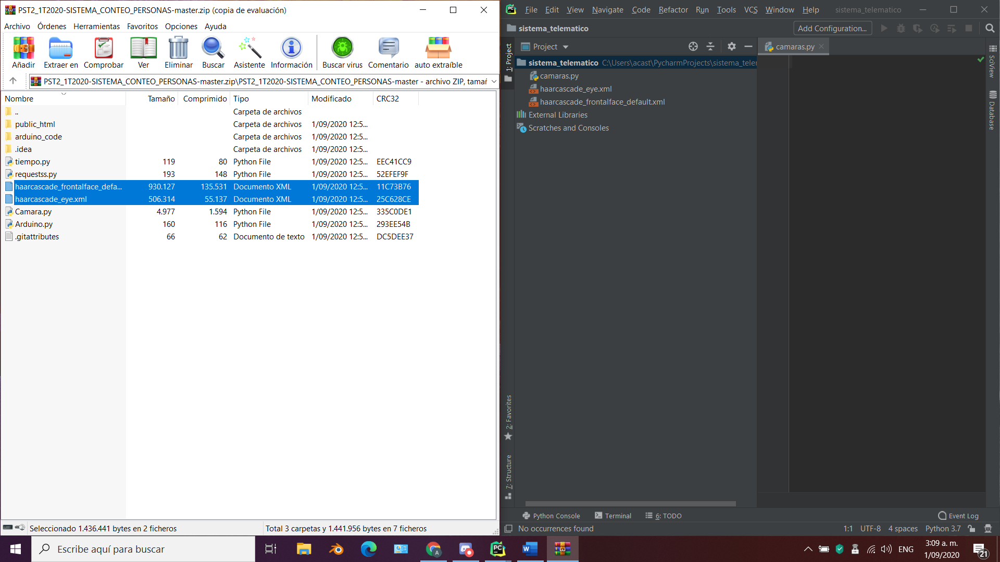 PST2_1T2020-SISTEMA_CONTEO_PERSONAS-master.zip (copia de evaluación)
Archivo Órdenes Herramientas Favoritos Opciones Ayuda
Añadir Extraer en Comprobar Ver Eliminar Buscar Asistente Información Buscar virus Comentario auto extraíble
PST2_1T2020-SISTEMA_CONTEO_PERSONAS-master.zip\PST2_1T2020-SISTEMA_CONTEO_PERSONAS-master - archivo ZIP, tamañ
Nombre Tamaño Comprimido Tipo Modificado CRC32
.. Carpeta de archivos
public_html Carpeta de archivos 1/09/2020 12:5...
arduino_code Carpeta de archivos 1/09/2020 12:5...
.idea Carpeta de archivos 1/09/2020 12:5...
tiempo.py 119 80 Python File 1/09/2020 12:5... EEC41CC9
requestss.py 193 148 Python File 1/09/2020 12:5... 52EFEF9F
haarcascade_frontalface_defa... 930.127 135.531 Documento XML 1/09/2020 12:5... 11C73B76
haarcascade_eye.xml 506.314 55.137 Documento XML 1/09/2020 12:5... 25C628CE
Camara.py 4.977 1.594 Python File 1/09/2020 12:5... 335C0DE1
Arduino.py 160 116 Python File 1/09/2020 12:5... 293EE54B
.gitattributes 66 62 Documento de texto 1/09/2020 12:5... DC5DEE37
Seleccionado 1.436.441 bytes en 2 ficheros
Total 3 carpetas y 1.441.956 bytes en 7 ficheros
File Edit View Navigate Code Refactor Run Tools VCS Window Help sistema_telematico
sistema_telematico
Add Configuration...
1: Project
Project
camaras.py
sistema_telematico C:\Users\acast\PycharmProjects\sistema_teler
camaras.py
haarcascade_eye.xml
haarcascade_frontalface_default.xml
External Libraries
Scratches and Consoles
SciView
Database
2: Favorites
7: Structure
Python Console Terminal 6: TODO Event Log
No occurrences found 1:1 UTF-8 4 spaces Python 3.7
Escribe aquí para buscar
ENG
3:09 a. m.
1/09/2020
21